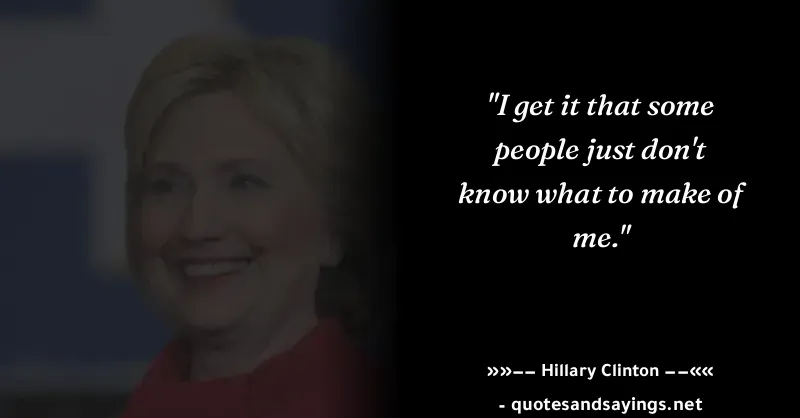 "I get it that some
people just don't
know what to make of
me."
»»−− Hillary Clinton −−««
- quotesandsayings.net